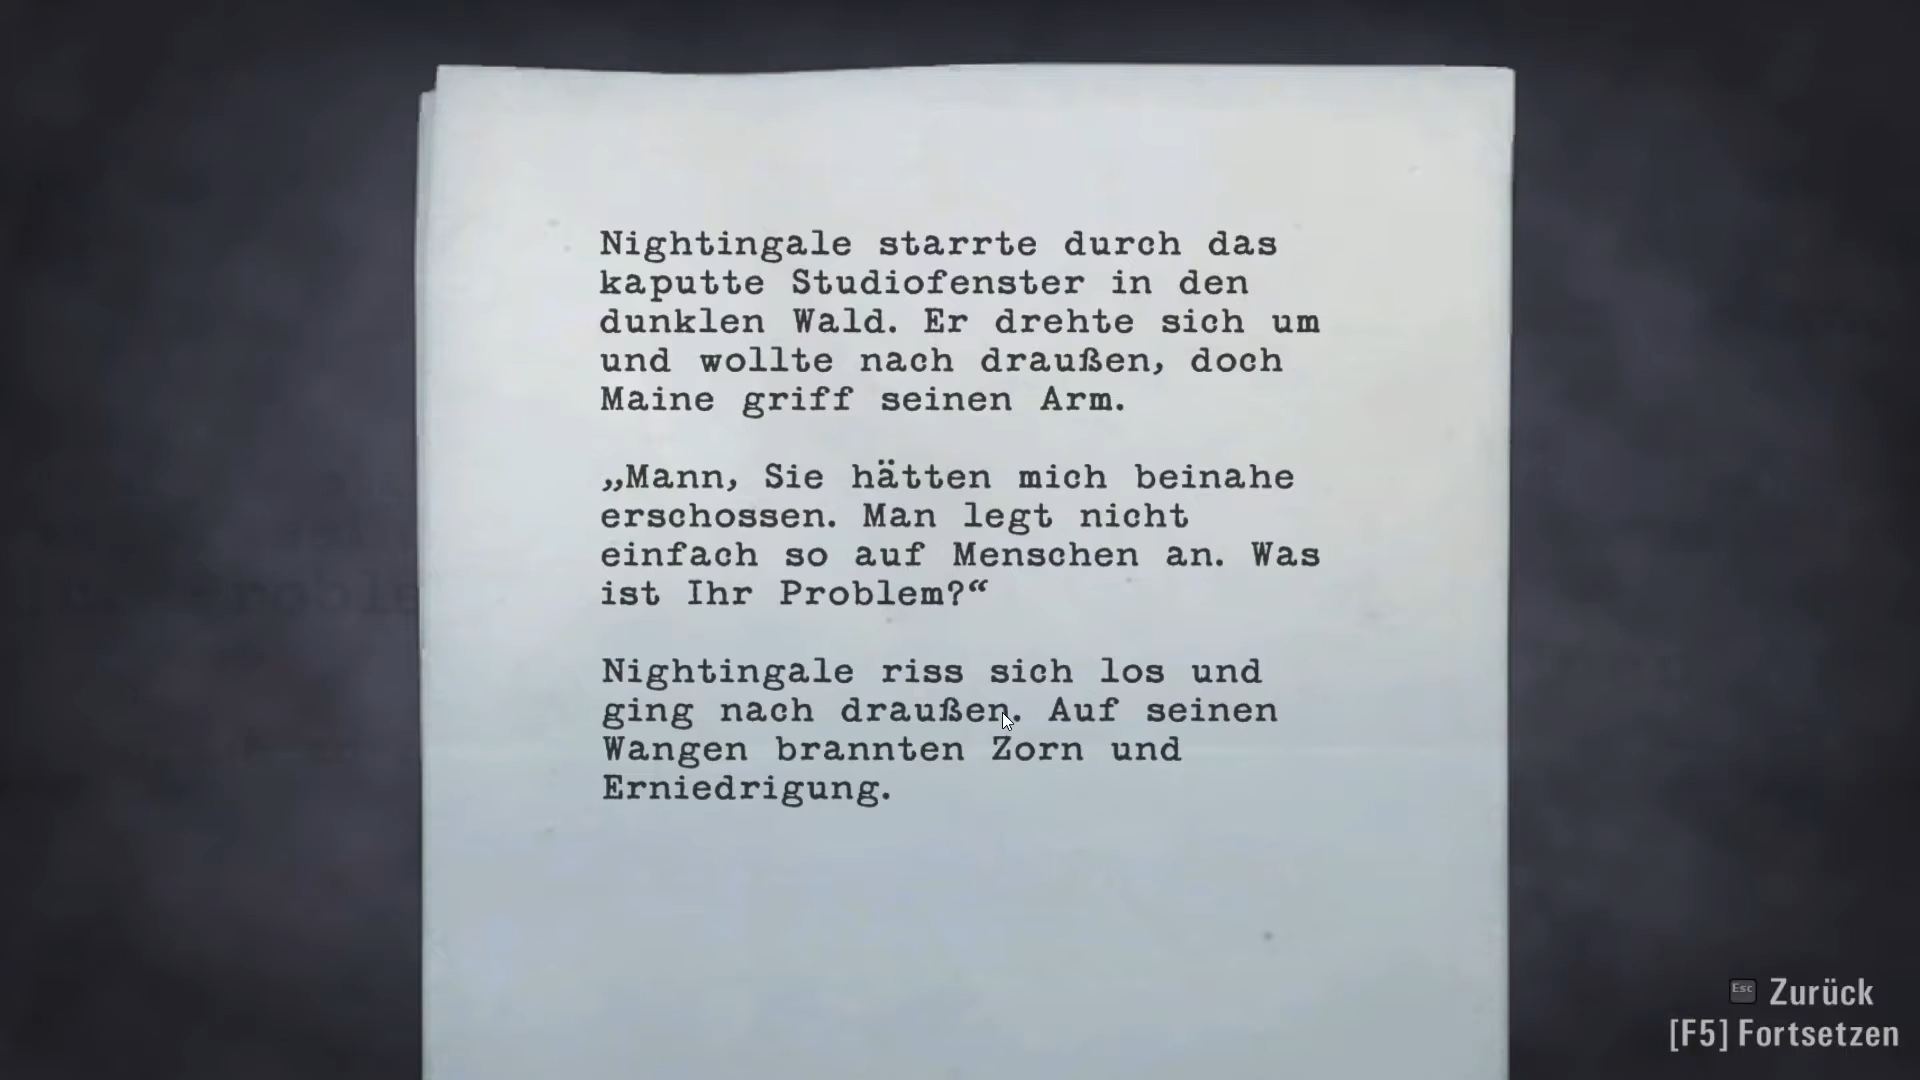 Nightingale starrte durch das
kaputte Studiofenster in den
dunklen Wald. Er drehte sich um
und wollte nach draußen, doch
Maine griff seinen Arm.
„Mann, Sie hätten mich beinahe
erschossen. Man legt nicht
einfach so auf Menschen an. Was
ist Ihr Problem?“
Nightingale riss sich los und
ging nach draußen. Auf seinen
Wangen brannten Zorn und
Erniedrigung.
Esc Zurück
[F5] Fortsetzen